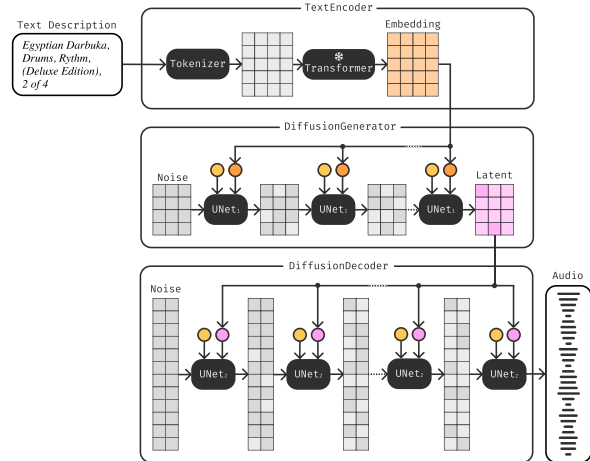 TextEncoder
Text Description
Embedding
Egyptian Darbuka,
Drums, Rythm,
(Deluxe Edition),
2 of 4
Tokenizer
Transformer
DiffusionGenerator
Noise
Latent
UNet₁
UNet₁
UNet₁
DiffusionDecoder
Audio
Noise
UNet₂
UNet₂
UNet₂
UNet₂